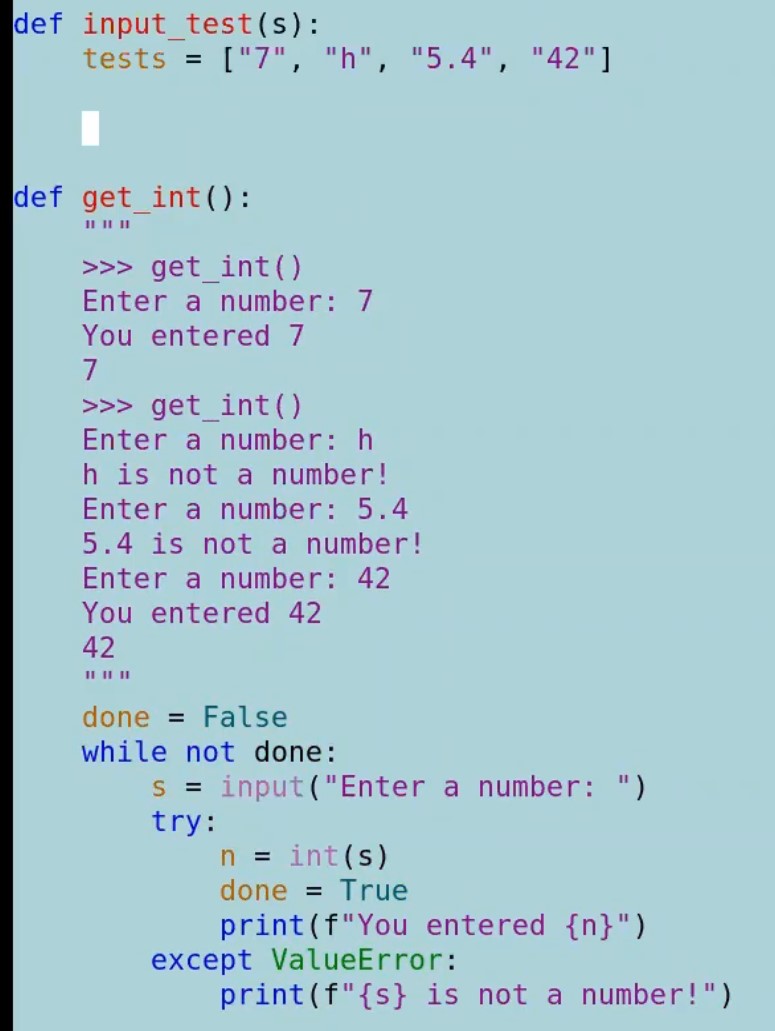 def input_test(s):
    tests = ["7", "h", "5.4", "42"]
def get_int():
    """
    >>> get_int()
    Enter a number: 7
    You entered 7
    7
    >>> get_int()
    Enter a number: h
    h is not a number!
    Enter a number: 5.4
    5.4 is not a number!
    Enter a number: 42
    You entered 42
    42
    """
    done = False
    while not done:
        s = input("Enter a number: ")
        try:
            n = int(s)
            done = True
            print(f"You entered {n}")
        except ValueError:
            print(f"{s} is not a number!")